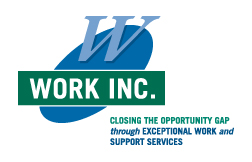 W
WORK INC.
CLOSING THE OPPORTUNITY GAP
through EXCEPTIONAL WORK and
SUPPORT SERVICES